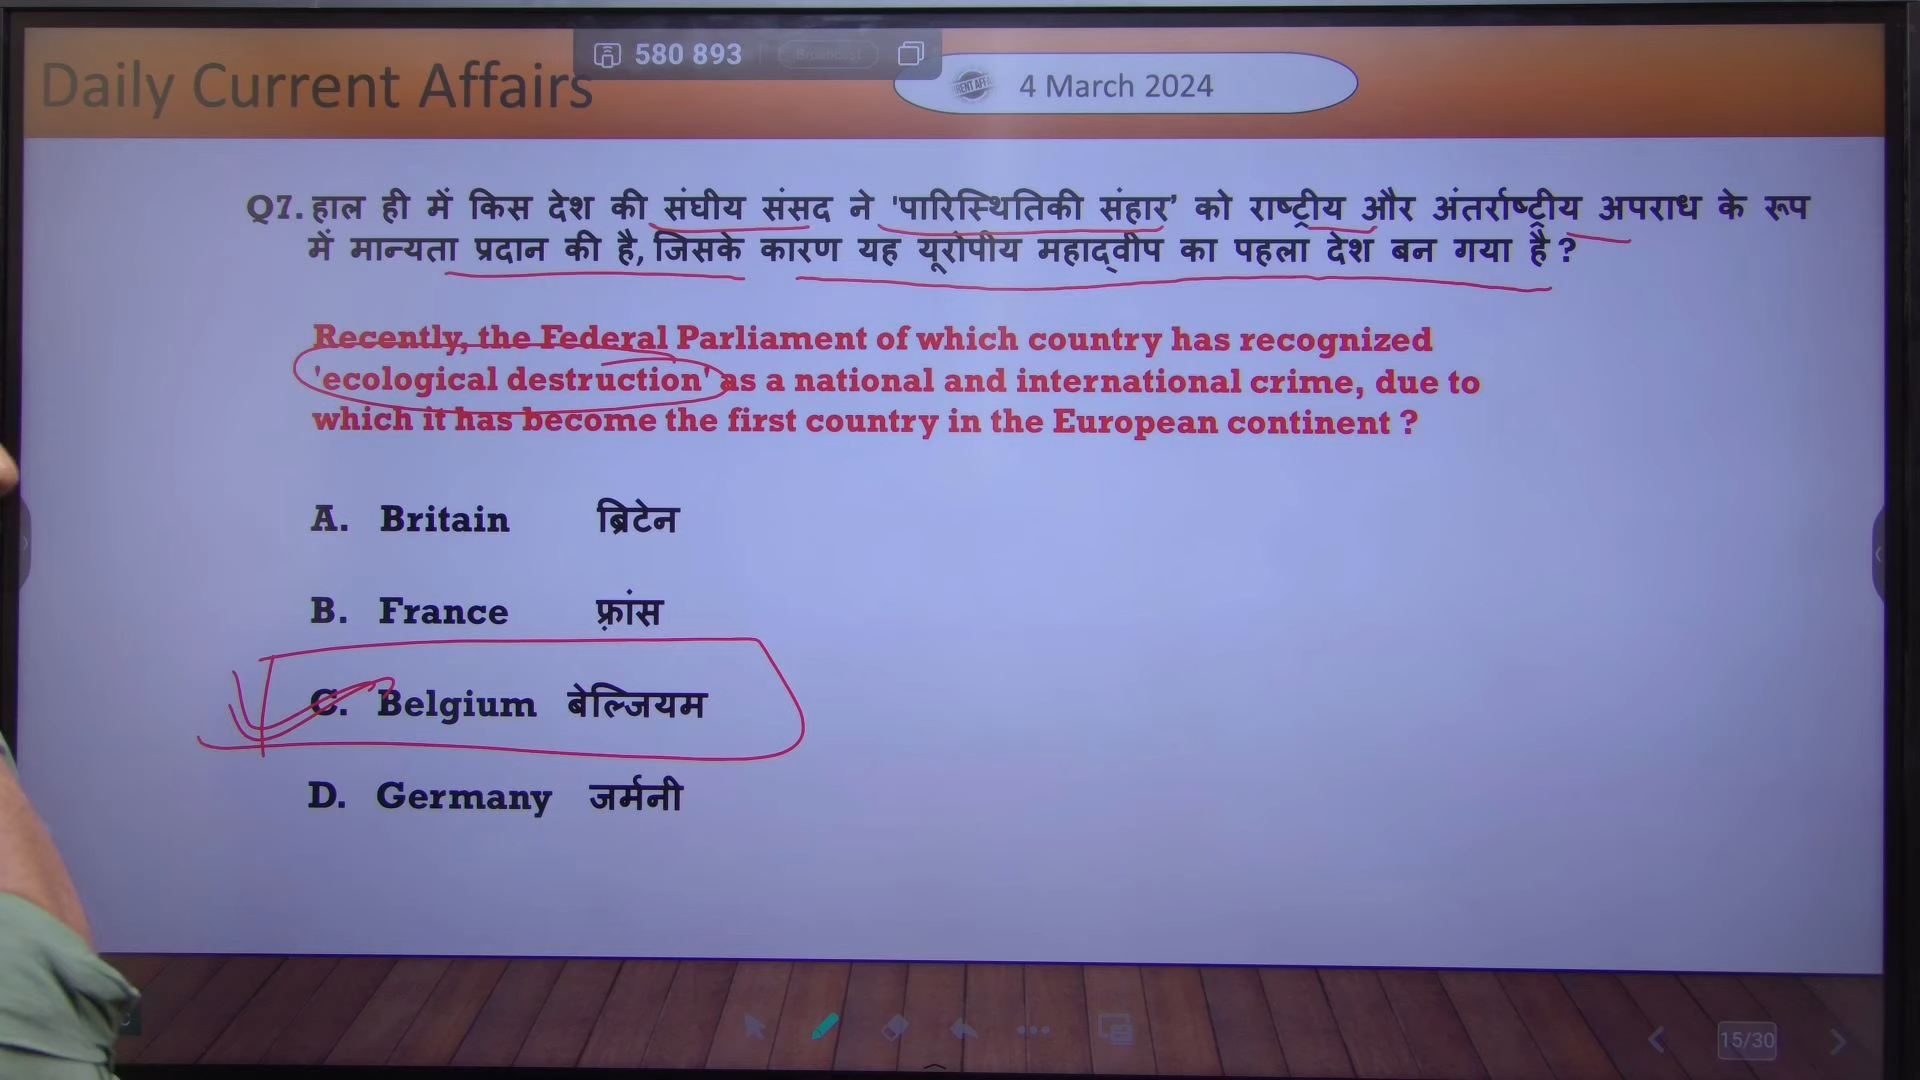 580 893
Daily Current Affairs
4 March 2024
Q7. हाल ही में किस देश की संघीय संसद ने 'पारिस्थितिकी संहार' को राष्ट्रीय और अंतर्राष्ट्रीय अपराध के रूप
में मान्यता प्रदान की है, जिसके कारण यह यूरोपीय महाद्वीप का पहला देश बन गया है ?
Recently, the Federal Parliament of which country has recognized
'ecological destruction' as a national and international crime, due to
which it has become the first country in the European continent ?
A. Britain ब्रिटेन
B. France फ़्रांस
C. Belgium बेल्जियम
D. Germany जर्मनी
15/30